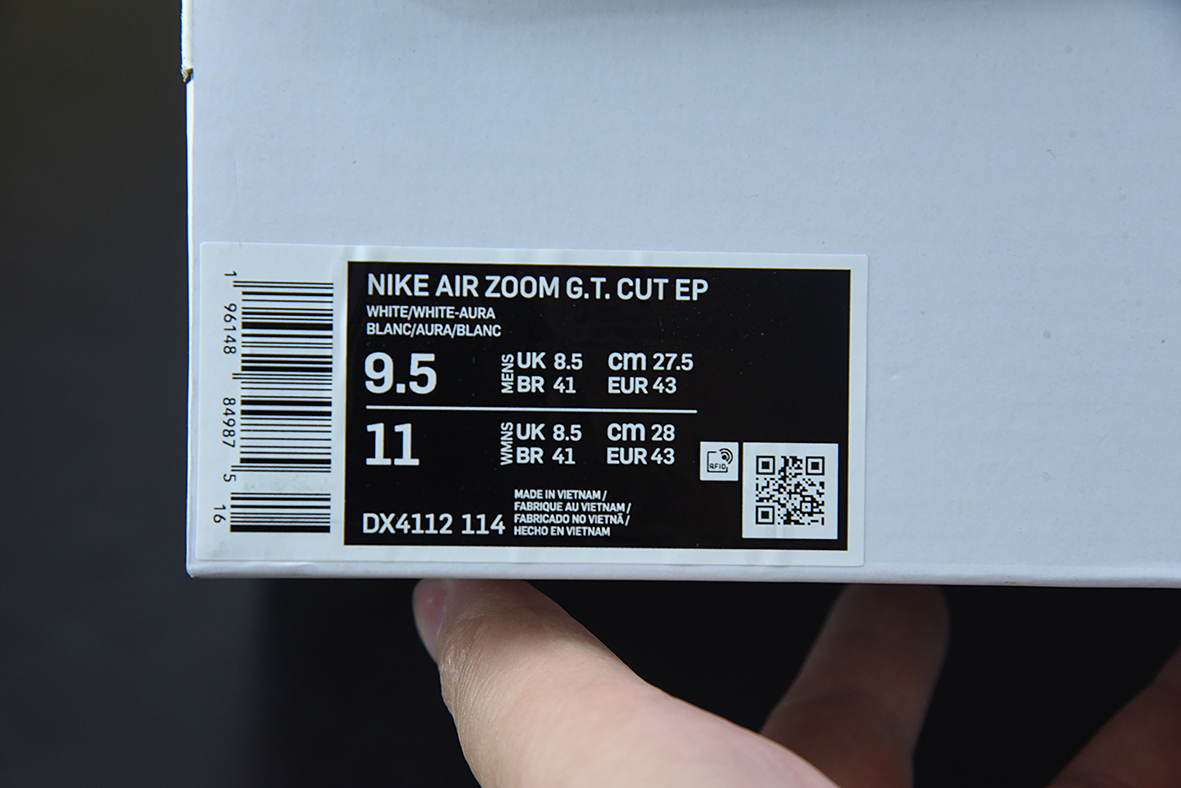 NIKE AIR ZOOM G.T. CUT EP
WHITE/WHITE-AURA
BLANC/AURA/BLANC
9.5 MENS UK 8.5 cm 27.5
BR 41 EUR 43
11 WMNS UK 8.5 cm 28
BR 41 EUR 43
DX4112 114
MADE IN VIETNAM /
FABRIQUE AU VIETNAM /
FABRICADO NO VIETNÃ /
HECHO EN VIETNAM
RFID
1 96148 84987 5 16